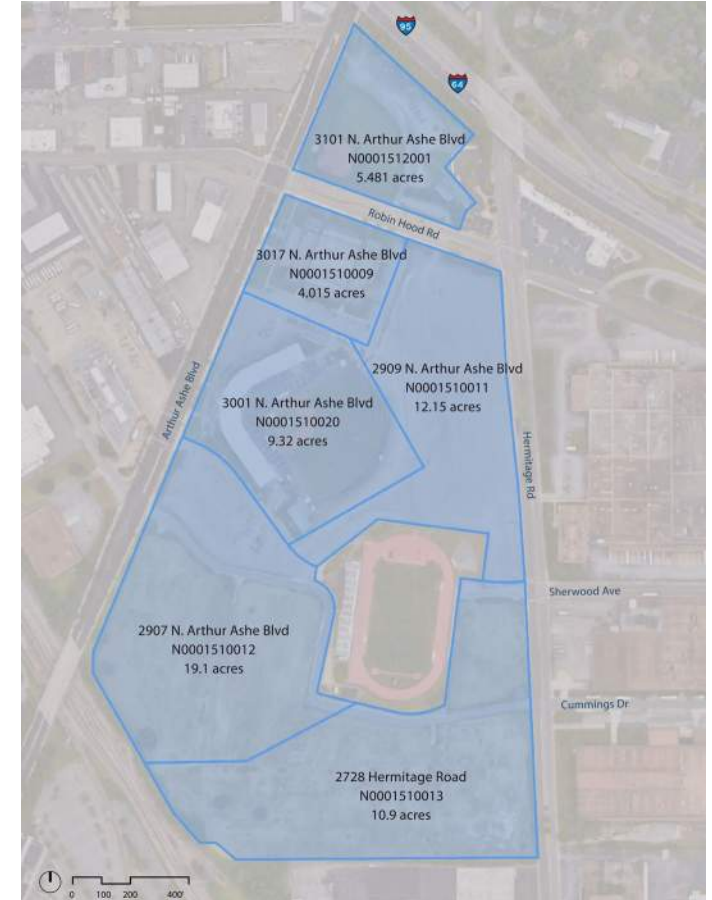 95
64
3101 N. Arthur Ashe Blvd
N0001512001
5.481 acres
Robin Hood Rd
3017 N. Arthur Ashe Blvd
N0001510009
4.015 acres
2909 N. Arthur Ashe Blvd
N0001510011
12.15 acres
Arthur Ashe Blvd
3001 N. Arthur Ashe Blvd
N0001510020
9.32 acres
Hermitage Rd
Sherwood Ave
2907 N. Arthur Ashe Blvd
N0001510012
19.1 acres
Cummings Dr
2728 Hermitage Road
N0001510013
10.9 acres
0 100 200 400'